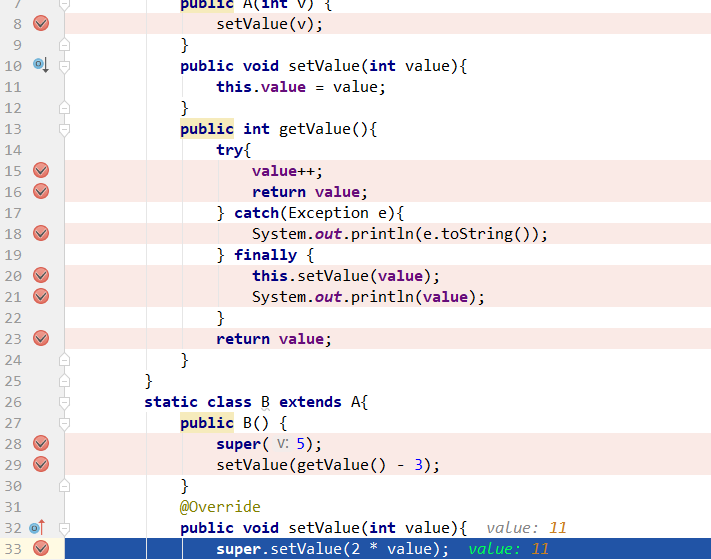 7 public A(int v) {
8 setValue(v);
9 }
10 public void setValue(int value){
11 this.value = value;
12 }
13 public int getValue(){
14 try{
15 value++;
16 return value;
17 } catch(Exception e){
18 System.out.println(e.toString());
19 } finally {
20 this.setValue(value);
21 System.out.println(value);
22 }
23 return value;
24 }
25 }
26 static class B extends A{
27 public B() {
28 super( v: 5);
29 setValue(getValue() - 3);
30 }
31 @Override
32 public void setValue(int value){ value: 11
33 super.setValue(2 * value); value: 11